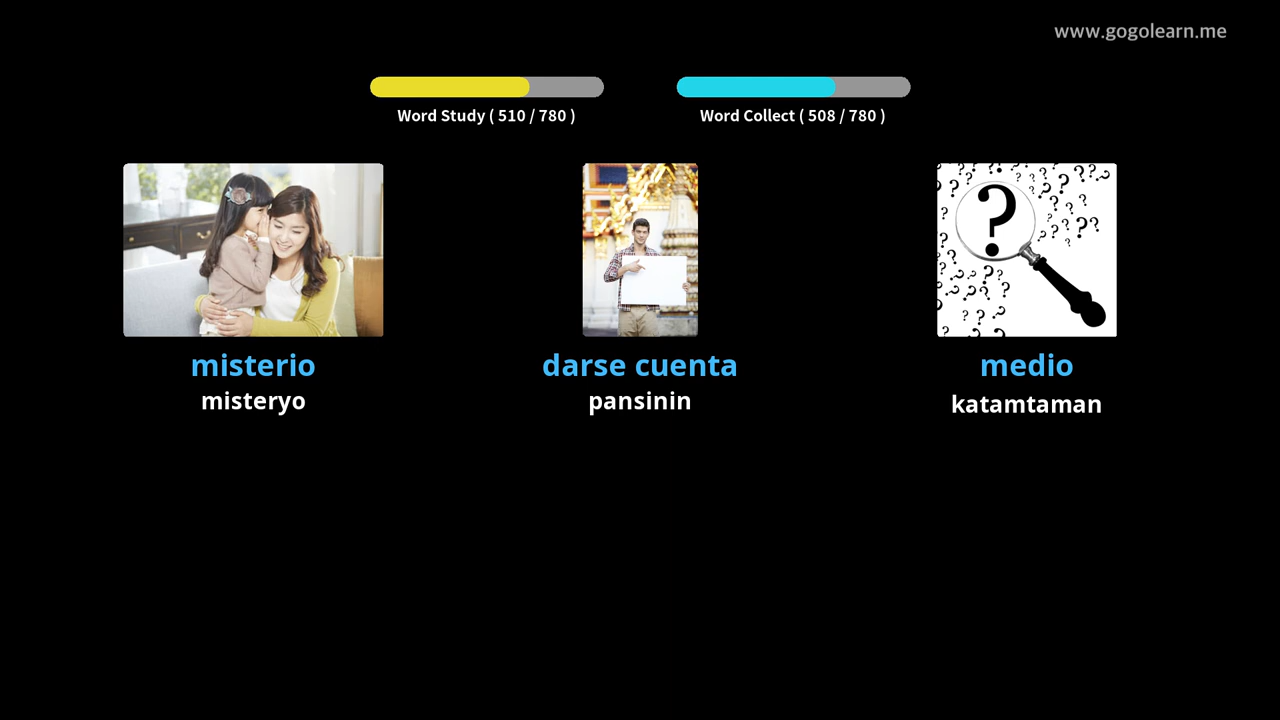 www.gogolearn.me
Word Study ( 510 / 780 )
Word Collect ( 508 / 780 )
misterio
misteryo
darse cuenta
pansinin
medio
katamtaman